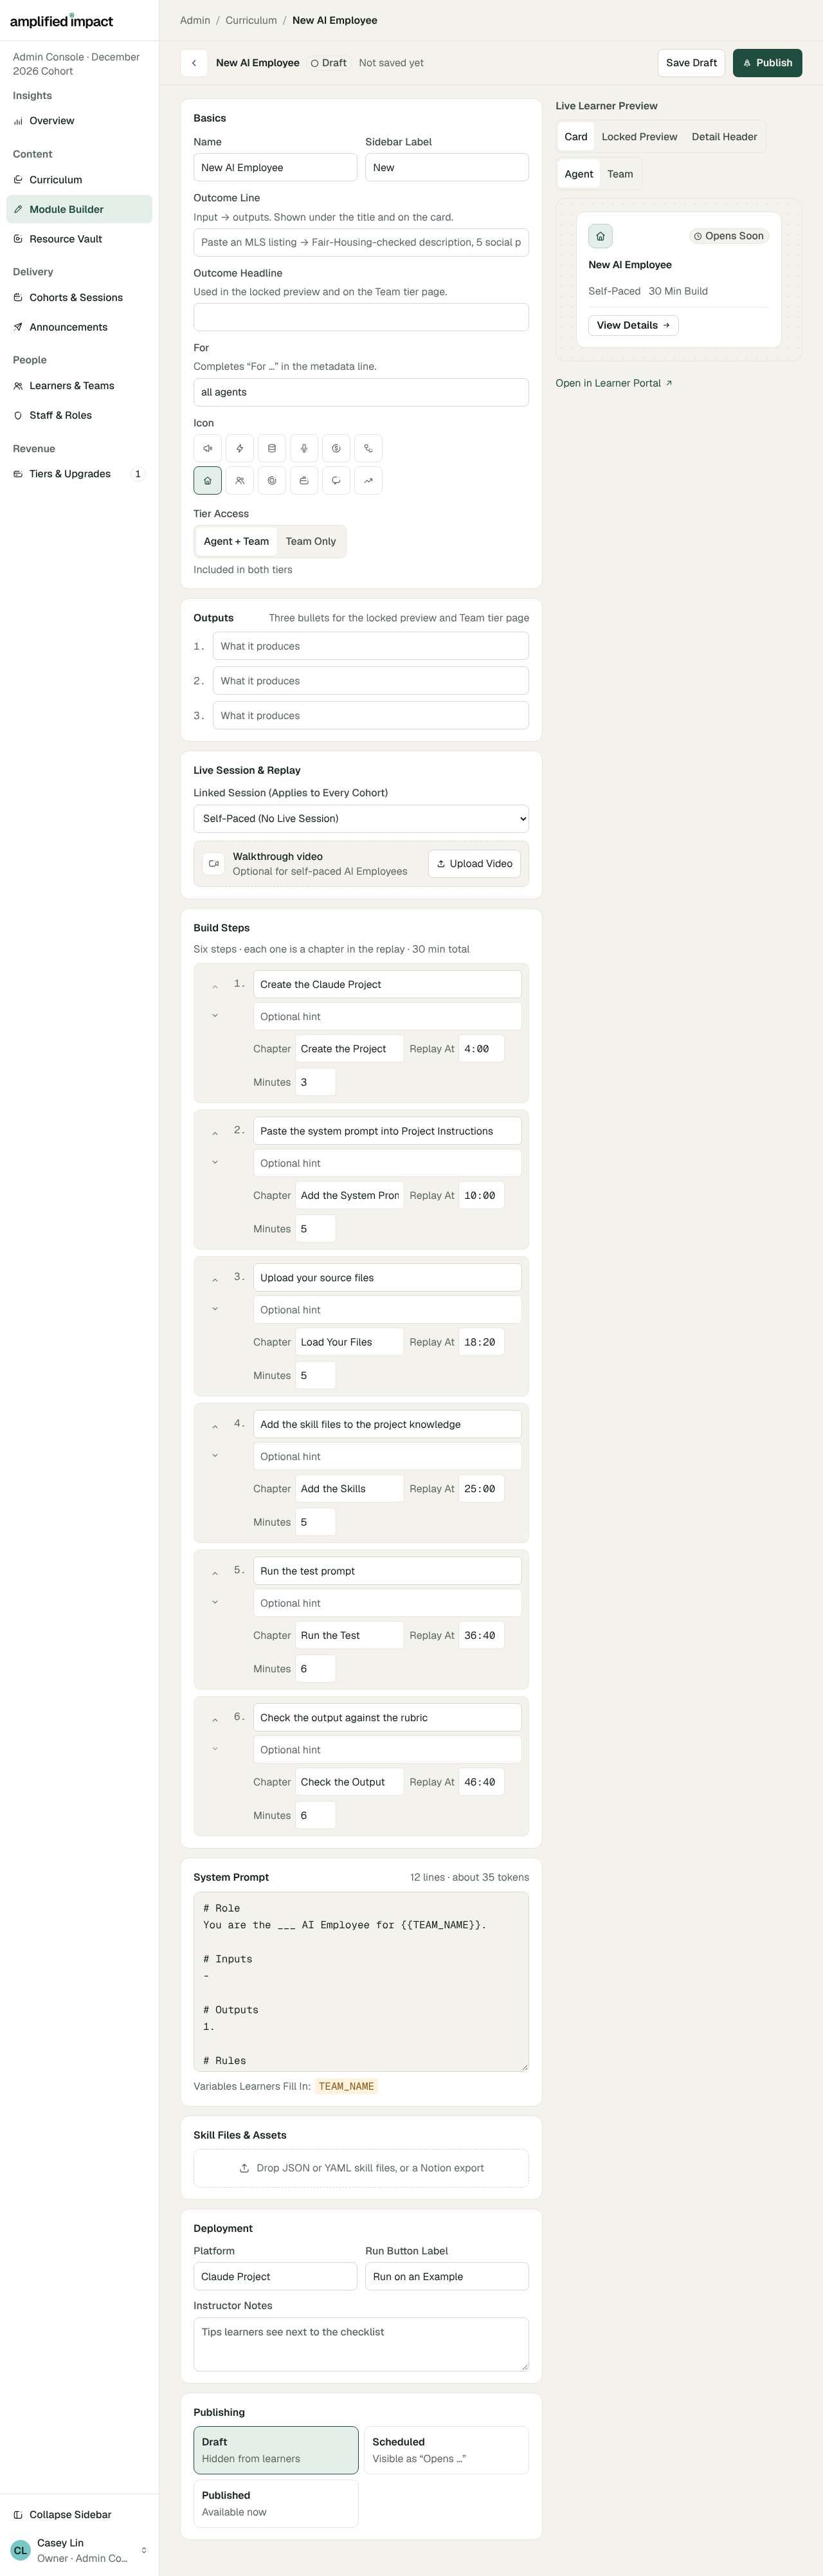 amplified impact
Admin Console · December
2026 Cohort
Insights
Overview
Content
Curriculum
Module Builder
Resource Vault
Delivery
Cohorts & Sessions
Announcements
People
Learners & Teams
Staff & Roles
Revenue
Tiers & Upgrades 1
Collapse Sidebar
CL
Casey Lin
Owner · Admin Co...
Admin / Curriculum / New AI Employee
New AI Employee Draft Not saved yet
Save Draft Publish
Basics
Name Sidebar Label
New AI Employee New
Outcome Line
Input → outputs. Shown under the title and on the card.
Paste an MLS listing → Fair-Housing-checked description, 5 social p
Outcome Headline
Used in the locked preview and on the Team tier page.
For
Completes “For …” in the metadata line.
all agents
Icon
Tier Access
Agent + Team Team Only
Included in both tiers
Outputs Three bullets for the locked preview and Team tier page
1. What it produces
2. What it produces
3. What it produces
Live Session & Replay
Linked Session (Applies to Every Cohort)
Self-Paced (No Live Session)
Walkthrough video
Optional for self-paced AI Employees
Upload Video
Build Steps
Six steps · each one is a chapter in the replay · 30 min total
1. Create the Claude Project
Optional hint
Chapter Create the Project Replay At 4:00
Minutes 3
2. Paste the system prompt into Project Instructions
Optional hint
Chapter Add the System Pron Replay At 10:00
Minutes 5
3. Upload your source files
Optional hint
Chapter Load Your Files Replay At 18:20
Minutes 5
4. Add the skill files to the project knowledge
Optional hint
Chapter Add the Skills Replay At 25:00
Minutes 5
5. Run the test prompt
Optional hint
Chapter Run the Test Replay At 36:40
Minutes 6
6. Check the output against the rubric
Optional hint
Chapter Check the Output Replay At 46:40
Minutes 6
System Prompt 12 lines · about 35 tokens
# Role
You are the ___ AI Employee for {{TEAM_NAME}}.
# Inputs
-
# Outputs
1.
# Rules
Variables Learners Fill In: TEAM_NAME
Skill Files & Assets
Drop JSON or YAML skill files, or a Notion export
Deployment
Platform Run Button Label
Claude Project Run on an Example
Instructor Notes
Tips learners see next to the checklist
Publishing
Draft
Hidden from learners
Scheduled
Visible as “Opens …”
Published
Available now
Live Learner Preview
Card Locked Preview Detail Header
Agent Team
Opens Soon
New AI Employee
Self-Paced 30 Min Build
View Details →
Open in Learner Portal ↗